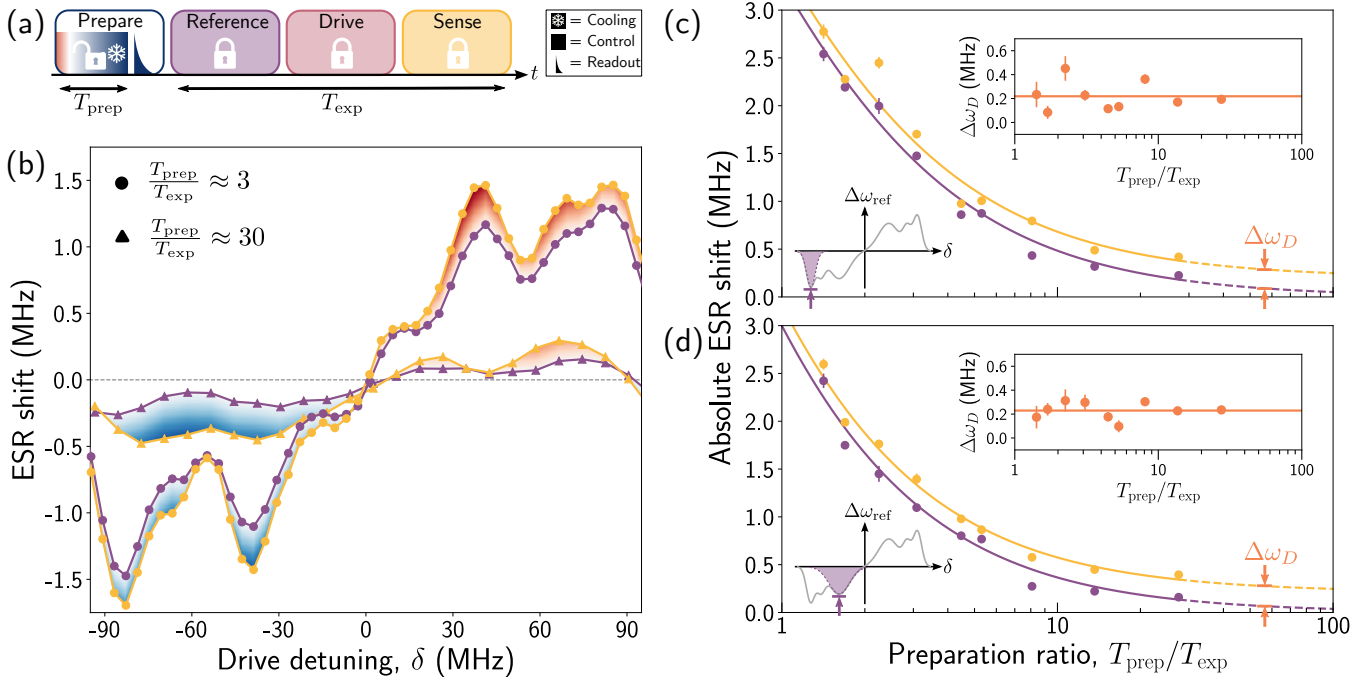 (a)
Prepare
Reference
Drive
Sense
= Cooling
= Control
= Readout
t
T_prep
T_exp
(b)
ESR shift (MHz)
1.5
1.0
0.5
0.0
-0.5
-1.0
-1.5
T_prep/T_exp ≈ 3
T_prep/T_exp ≈ 30
-90
-60
-30
0
30
60
90
Drive detuning, δ (MHz)
(c)
Absolute ESR shift (MHz)
3.0
2.5
2.0
1.5
1.0
0.5
0.0
Δω_ref
δ
Δω_D
Δω_D (MHz)
0.6
0.4
0.2
0.0
1
10
100
T_prep/T_exp
(d)
3.0
2.5
2.0
1.5
1.0
0.5
0.0
Δω_ref
δ
Δω_D
Δω_D (MHz)
0.6
0.4
0.2
0.0
1
10
100
T_prep/T_exp
1
10
100
Preparation ratio, T_prep/T_exp